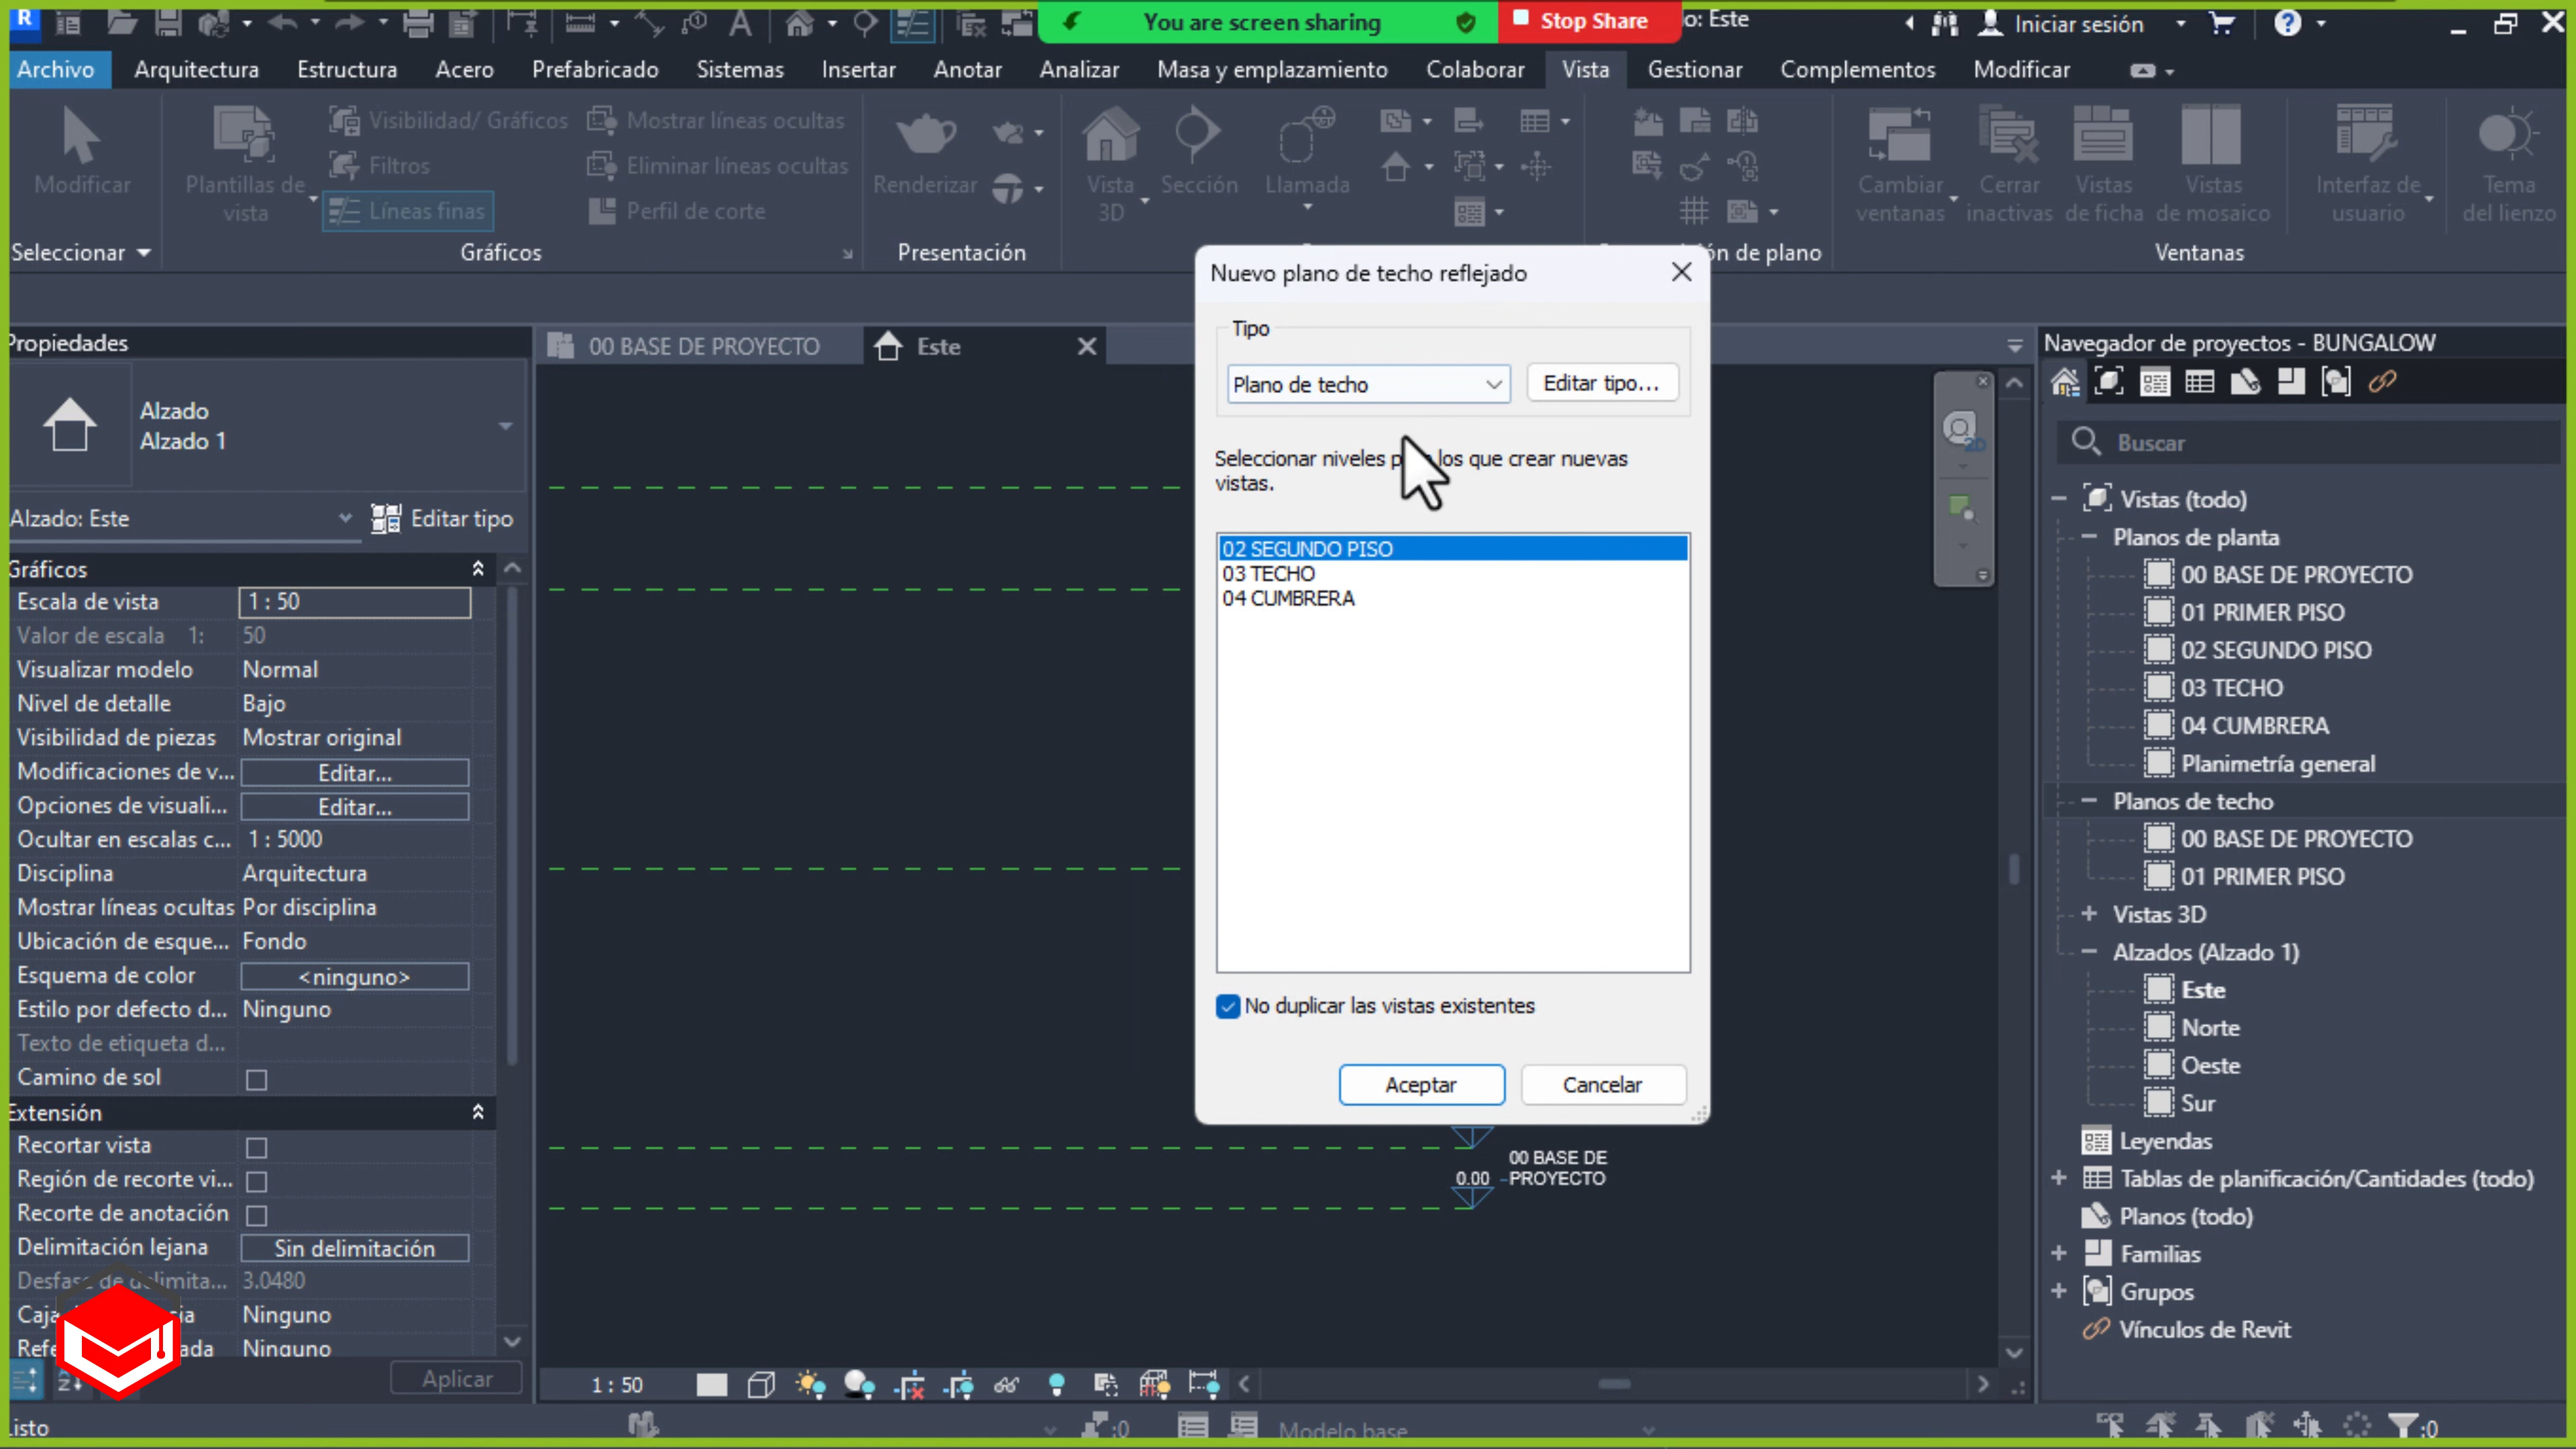 You are screen sharing
Stop Share
o: Este
Iniciar sesión
Archivo
Arquitectura
Estructura
Acero
Prefabricado
Sistemas
Insertar
Anotar
Analizar
Masa y emplazamiento
Colaborar
Vista
Gestionar
Complementos
Modificar
Modificar
Plantillas de
vista
Visibilidad/ Gráficos
Filtros
Líneas finas
Mostrar líneas ocultas
Eliminar líneas ocultas
Perfil de corte
Renderizar
Vista
3D
Sección
Llamada
Cambiar
ventanas
Cerrar
inactivas
Vistas
de ficha
Vistas
de mosaico
Interfaz de
usuario
Tema
del lienzo
Seleccionar
Gráficos
Presentación
ón de plano
Ventanas
Propiedades
Alzado
Alzado 1
Alzado: Este
Editar tipo
Gráficos
Escala de vista 1 : 50
Valor de escala 1: 50
Visualizar modelo Normal
Nivel de detalle Bajo
Visibilidad de piezas Mostrar original
Modificaciones de v... Editar...
Opciones de visuali... Editar...
Ocultar en escalas c... 1 : 5000
Disciplina Arquitectura
Mostrar líneas ocultas Por disciplina
Ubicación de esque... Fondo
Esquema de color <ninguno>
Estilo por defecto d... Ninguno
Texto de etiqueta d...
Camino de sol
Extensión
Recortar vista
Región de recorte vi...
Recorte de anotación
Delimitación lejana Sin delimitación
3.0480
Ninguno
Ninguno
Aplicar
00 BASE DE PROYECTO
Este
Nuevo plano de techo reflejado
Tipo
Plano de techo
Editar tipo...
Seleccionar niveles p los que crear nuevas
vistas.
02 SEGUNDO PISO
03 TECHO
04 CUMBRERA
No duplicar las vistas existentes
Aceptar
Cancelar
00 BASE DE
0.00 PROYECTO
1 : 50
Navegador de proyectos - BUNGALOW
Buscar
Vistas (todo)
Planos de planta
00 BASE DE PROYECTO
01 PRIMER PISO
02 SEGUNDO PISO
03 TECHO
04 CUMBRERA
Planimetría general
Planos de techo
00 BASE DE PROYECTO
01 PRIMER PISO
Vistas 3D
Alzados (Alzado 1)
Este
Norte
Oeste
Sur
Leyendas
Tablas de planificación/Cantidades (todo)
Planos (todo)
Familias
Grupos
Vínculos de Revit
isto
:0
Modelo base
:0